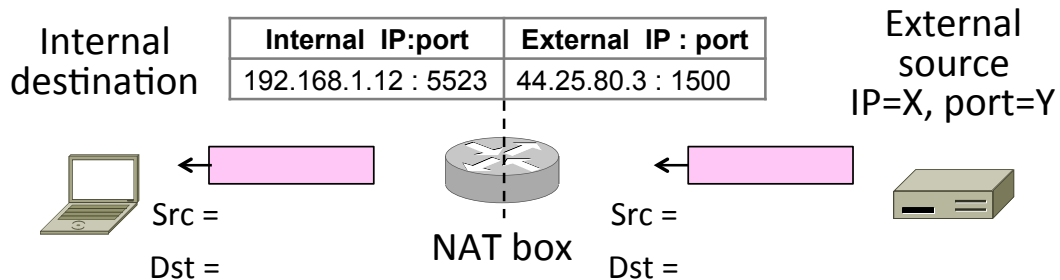 Internal
destination
Internal IP:port External IP : port
192.168.1.12 : 5523 44.25.80.3 : 1500
External
source
IP=X, port=Y
Src =
Dst =
NAT box
Src =
Dst =